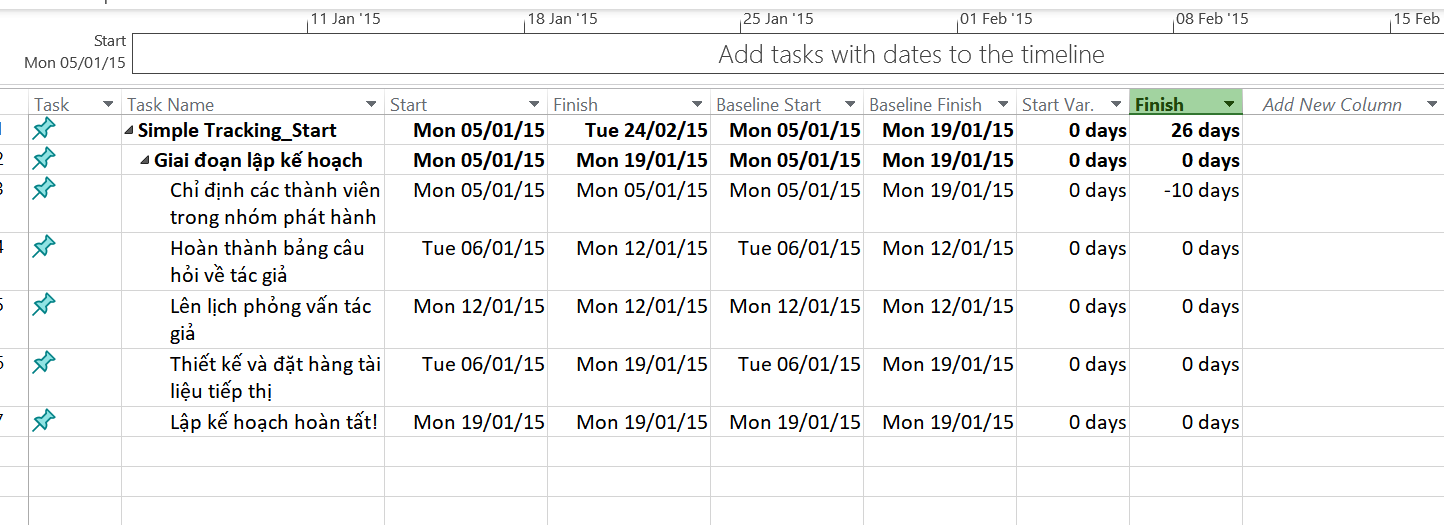 11 Jan '15 18 Jan '15 25 Jan '15 01 Feb '15 08 Feb '15 15 Feb
Start
Mon 05/01/15
Add tasks with dates to the timeline
Task Task Name Start Finish Baseline Start Baseline Finish Start Var. Finish Add New Column
1 Simple Tracking_Start Mon 05/01/15 Tue 24/02/15 Mon 05/01/15 Mon 19/01/15 0 days 26 days
2 Giai đoạn lập kế hoạch Mon 05/01/15 Mon 19/01/15 Mon 05/01/15 Mon 19/01/15 0 days 0 days
3 Chỉ định các thành viên Mon 05/01/15 Mon 05/01/15 Mon 05/01/15 Mon 19/01/15 0 days -10 days
trong nhóm phát hành
4 Hoàn thành bảng câu Tue 06/01/15 Mon 12/01/15 Tue 06/01/15 Mon 12/01/15 0 days 0 days
hỏi về tác giả
5 Lên lịch phỏng vấn tác Mon 12/01/15 Mon 12/01/15 Mon 12/01/15 Mon 12/01/15 0 days 0 days
giả
6 Thiết kế và đặt hàng tài Tue 06/01/15 Mon 19/01/15 Tue 06/01/15 Mon 19/01/15 0 days 0 days
liệu tiếp thị
7 Lập kế hoạch hoàn tất! Mon 19/01/15 Mon 19/01/15 Mon 19/01/15 Mon 19/01/15 0 days 0 days